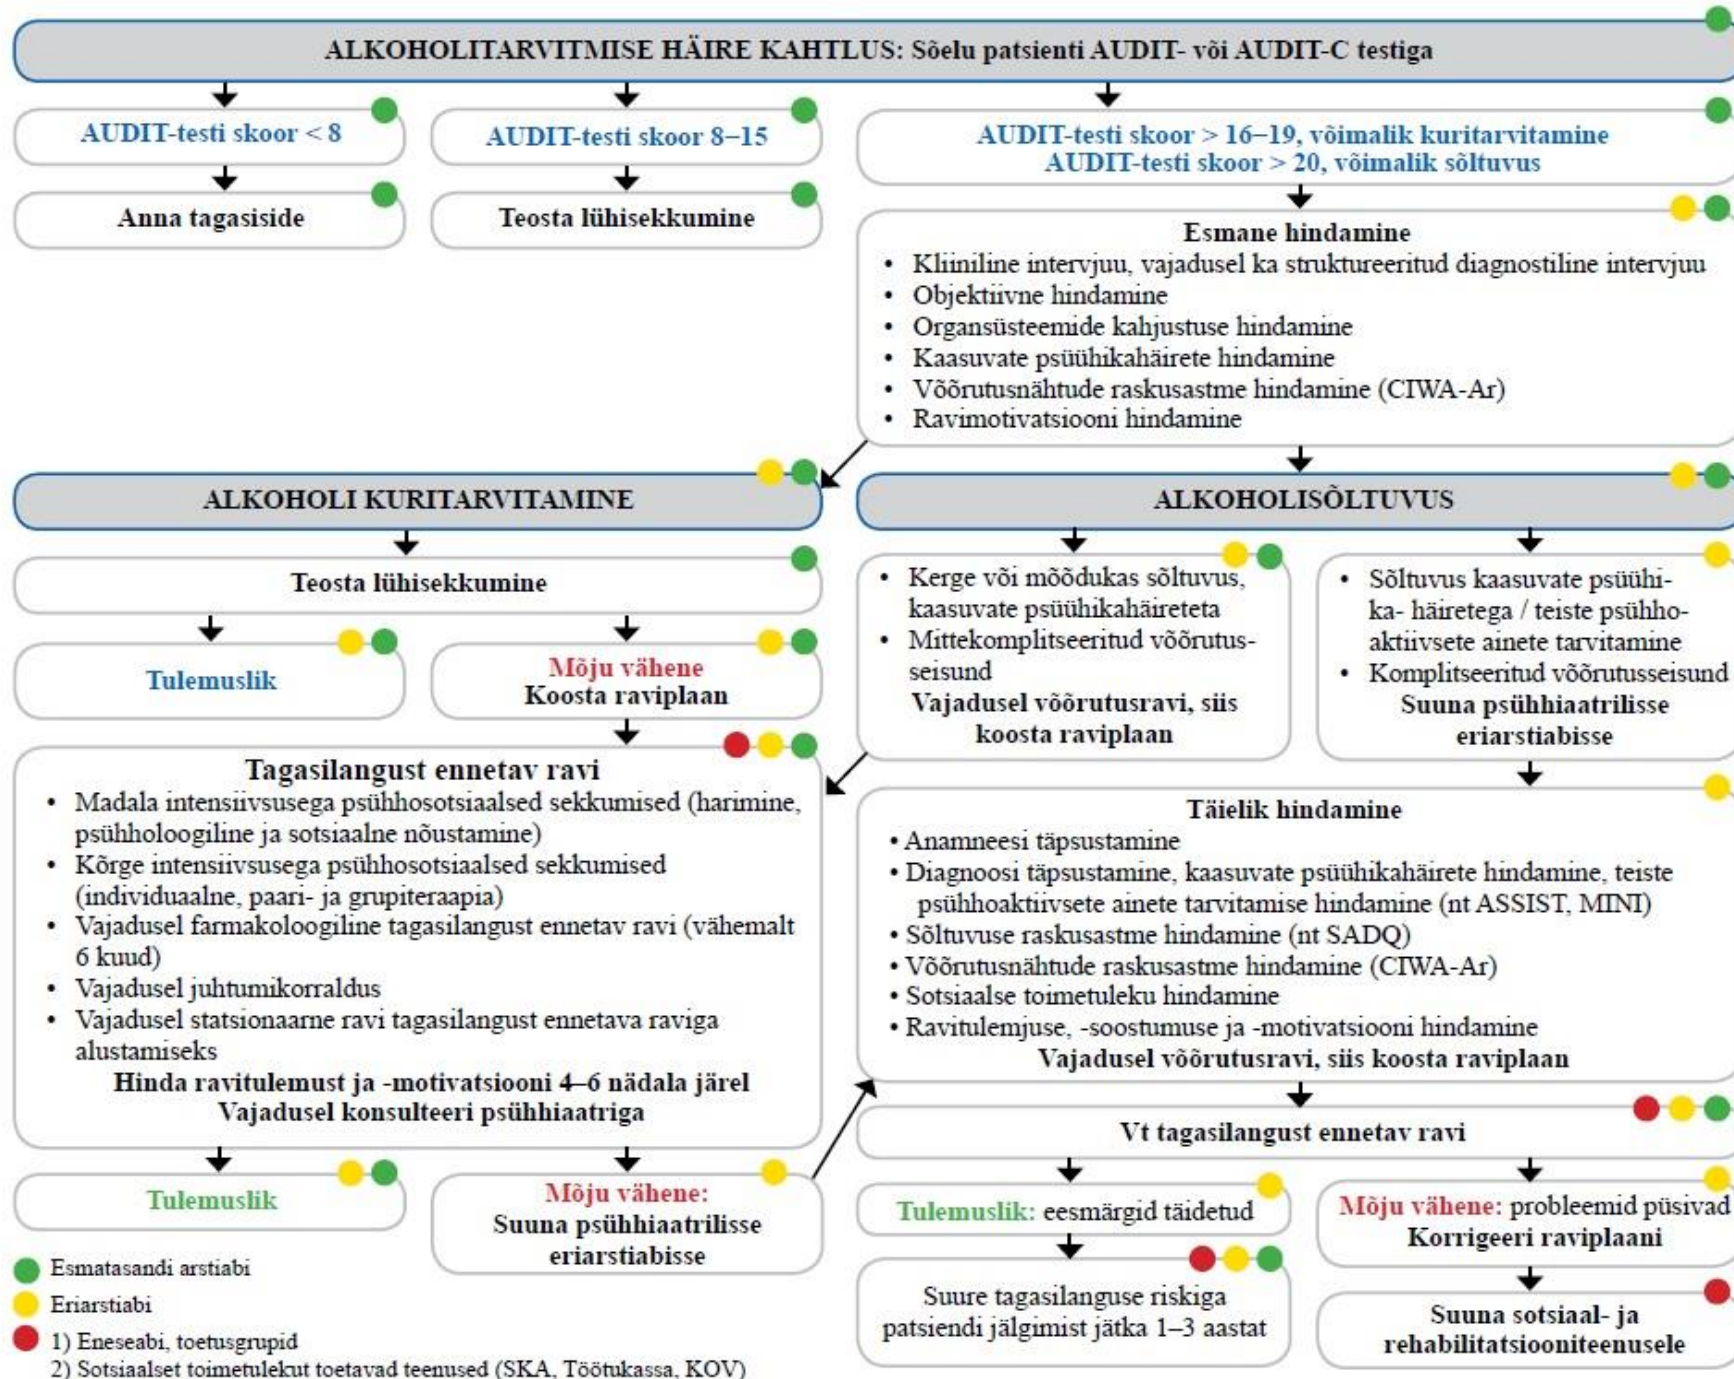 ALKOHOLITARVITMISE HÄIRE KAHTLUS: Sõelu patsienti AUDIT- või AUDIT-C testiga
AUDIT-testi skoor < 8
Anna tagasiside
AUDIT-testi skoor 8–15
Teosta lühisekkumine
AUDIT-testi skoor > 16–19, võimalik kuritarvitamine
AUDIT-testi skoor > 20, võimalik sõltuvus
Esmane hindamine
• Kliiniline intervjuu, vajadusel ka struktureeritud diagnostiline intervjuu
• Objektiivne hindamine
• Organsüsteemide kahjustuse hindamine
• Kaasuvate psüühikahäirete hindamine
• Võõrutusnähtude raskusastme hindamine (CIWA-Ar)
• Ravimotivatsiooni hindamine
ALKOHOLI KURITARVITAMINE
Teosta lühisekkumine
Tulemuslik
Mõju vähene
Koosta raviplaan
Tagasilangust ennetav ravi
• Madala intensiivsusega psühhosotsiaalsed sekkumised (harimine,
psühholoogiline ja sotsiaalne nõustamine)
• Kõrge intensiivsusega psühhosotsiaalsed sekkumised
(individuaalne, paari- ja grupiteraapia)
• Vajadusel farmakoloogiline tagasilangust ennetav ravi (vähemalt
6 kuud)
• Vajadusel juhtumikorraldus
• Vajadusel statsionaarne ravi tagasilangust ennetava raviga
alustamiseks
Hinda ravitulemust ja -motivatsiooni 4–6 nädala järel
Vajadusel konsulteeri psühhiaatriga
Tulemuslik
Mõju vähene:
Suuna psühhiaatrilisse
eriarstiabisse
ALKOHOLISÕLTUVUS
• Kerge või mõõdukas sõltuvus,
kaasuvate psüühikahäireteta
• Mittekomplitseeritud võõrutus-
seisund
Vajadusel võõrutusravi, siis
koosta raviplaan
• Sõltuvus kaasuvate psüühi-
ka- häiretega / teiste psühho-
aktiivsete ainete tarvitamine
• Komplitseeritud võõrutusseisund
Suuna psühhiaatrilisse
eriarstiabisse
Täielik hindamine
• Anamneesi täpsustamine
• Diagnoosi täpsustamine, kaasuvate psüühikahäirete hindamine, teiste
psühhoaktiivsete ainete tarvitamise hindamine (nt ASSIST, MINI)
• Sõltuvuse raskusastme hindamine (nt SADQ)
• Võõrutusnähtude raskusastme hindamine (CIWA-Ar)
• Sotsiaalse toimetuleku hindamine
• Ravitulemjuse, -soostumuse ja -motivatsiooni hindamine
Vajadusel võõrutusravi, siis koosta raviplaan
Vt tagasilangust ennetav ravi
Tulemuslik: eesmärgid täidetud
Suure tagasilanguse riskiga
patsiendi jälgimist jätka 1–3 aastat
Mõju vähene: probleemid püsivad
Korrigeeri raviplaani
Suuna sotsiaal- ja
rehabilitatsiooniteenusele
Esmatasandi arstiabi
Eriarstiabi
1) Eneseabi, toetusgrupid
2) Sotsiaalset toimetulekut toetavad teenused (SKA, Töötukassa, KOV)